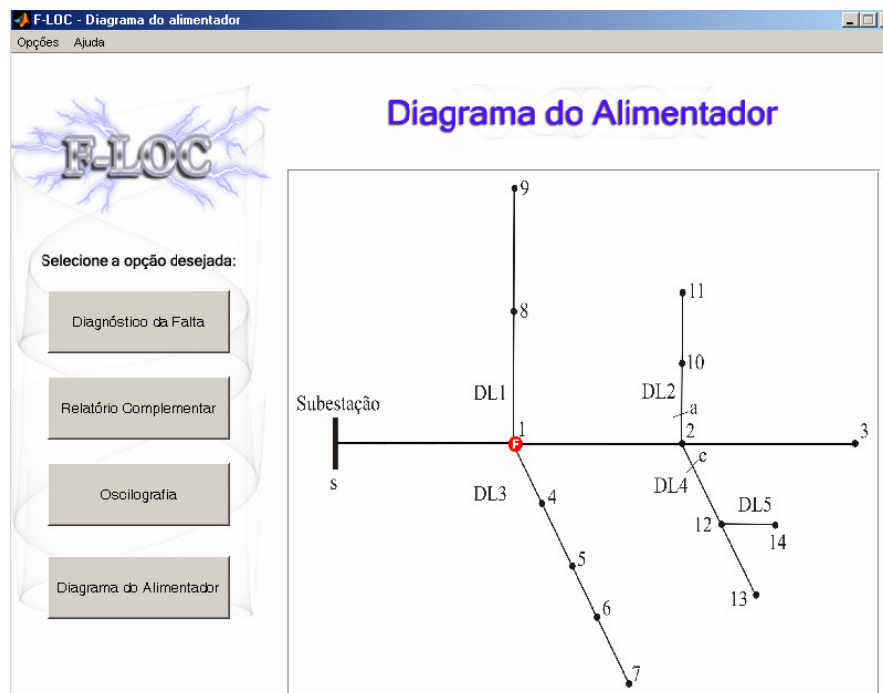 F-LOC - Diagrama do alimentador
Opções Ajuda
F-LOC
Diagrama do Alimentador
Selecione a opção desejada:
Diagnóstico da Falta
Relatório Complementar
Oscilografia
Diagrama do Alimentador
9
8
11
10
DL1
DL2
a
Subestação
1
F
2
3
s
c
DL3
4
DL4
DL5
12
14
5
13
6
7